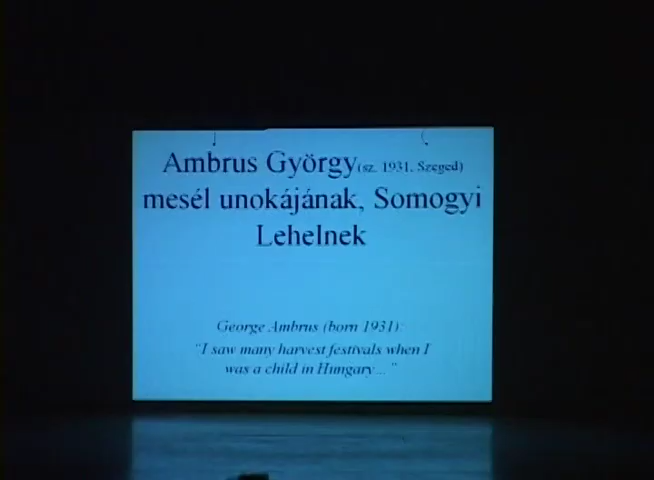 Ambrus György(sz. 1931. Szeged)
mesél unokájának, Somogyi
Lehelnek
George Ambrus (born 1931):
"I saw many harvest festivals when I
was a child in Hungary..."